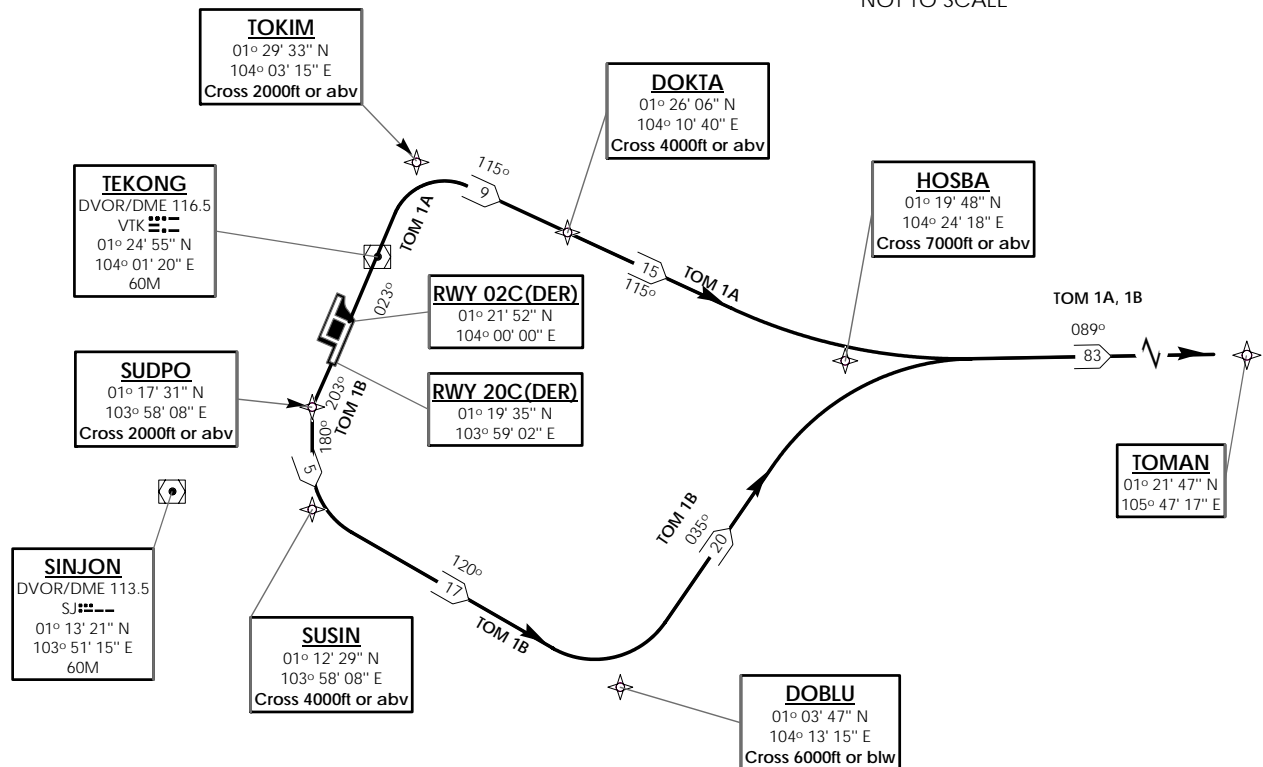 NOT TO SCALE
TOKIM
01° 29' 33" N
104° 03' 15" E
Cross 2000ft or abv
DOKTA
01° 26' 06" N
104° 10' 40" E
Cross 4000ft or abv
TEKONG
DVOR/DME 116.5
VTK
01° 24' 55" N
104° 01' 20" E
60M
HOSBA
01° 19' 48" N
104° 24' 18" E
Cross 7000ft or abv
115°
9
TOM 1A
023°
15
115°
TOM 1A
RWY 02C(DER)
01° 21' 52" N
104° 00' 00" E
TOM 1A, 1B
089°
83
SUDPO
01° 17' 31" N
103° 58' 08" E
Cross 2000ft or abv
RWY 20C(DER)
01° 19' 35" N
103° 59' 02" E
203°
TOM 1B
180°
5
TOMAN
01° 21' 47" N
105° 47' 17" E
SINJON
DVOR/DME 113.5
SJ
01° 13' 21" N
103° 51' 15" E
60M
120°
17
TOM 1B
TOM 1B
035°
20
SUSIN
01° 12' 29" N
103° 58' 08" E
Cross 4000ft or abv
DOBLU
01° 03' 47" N
104° 13' 15" E
Cross 6000ft or blw